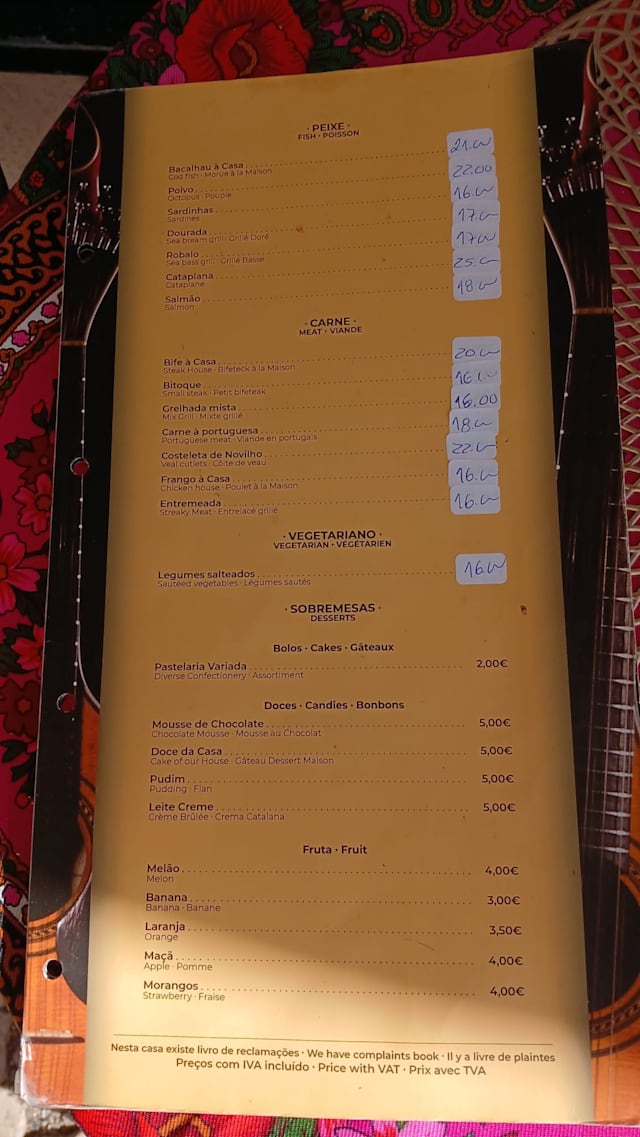 · PEIXE ·
FISH · POISSON
Bacalhau à Casa 21.00
Cod fish · Morue à la Maison
Polvo 22.00
Octopus · Poulpe
Sardinhas 16.00
Sardines
Dourada 17.00
Sea bream grill · Grillé Doré
Robalo 17.00
Sea bass grill · Grillé Basse
Cataplana 25.00
Cataplane
Salmão 18.00
Salmon
· CARNE ·
MEAT · VIANDE
Bife à Casa 20.00
Steak House · Bifeteck à la Maison
Bitoque 16.00
Small steak · Petit bifeteak
Grelhada mista 16.00
Mix Grill · Mixte grillé
Carne à portuguesa 18.00
Portuguese meat · Viande en portugais
Costeleta de Novilho 22.00
Veal cutlets · Côite de veau
Frango à Casa 16.00
Chicken house · Poulet à la Maison
Entremeada 16.00
Streaky Meat · Entrelacé grillé
· VEGETARIANO ·
VEGETARIAN · VÉGÉTARIEN
Legumes salteados 16.00
Sautéed vegetables · Légumes sautés
· SOBREMESAS ·
DESSERTS
Bolos · Cakes · Gâteaux
Pastelaria Variada 2,00€
Diverse Confectionery · Assortiment
Doces · Candies · Bonbons
Mousse de Chocolate 5,00€
Chocolate Mousse · Mousse au Chocolat
Doce da Casa 5,00€
Cake of our House · Gâteau Dessert Maison
Pudim 5,00€
Pudding · Flan
Leite Creme 5,00€
Crème Brûlée · Crema Catalana
Fruta · Fruit
Melão 4,00€
Melon
Banana 3,00€
Banana · Banane
Laranja 3,50€
Orange
Maçã 4,00€
Apple · Pomme
Morangos 4,00€
Strawberry · Fraise
Nesta casa existe livro de reclamações · We have complaints book · Il y a livre de plaintes
Preços com IVA incluído · Price with VAT · Prix avec TVA